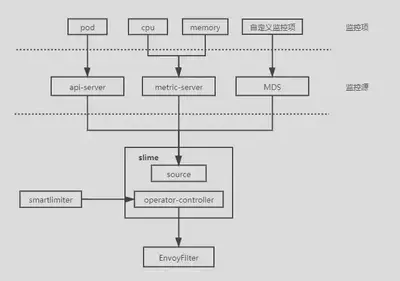 pod cpu memory 自定义监控项 监控项
api-server metric-server MDS 监控源
slime
source
smartlimiter operator-controller
EnvoyFilter